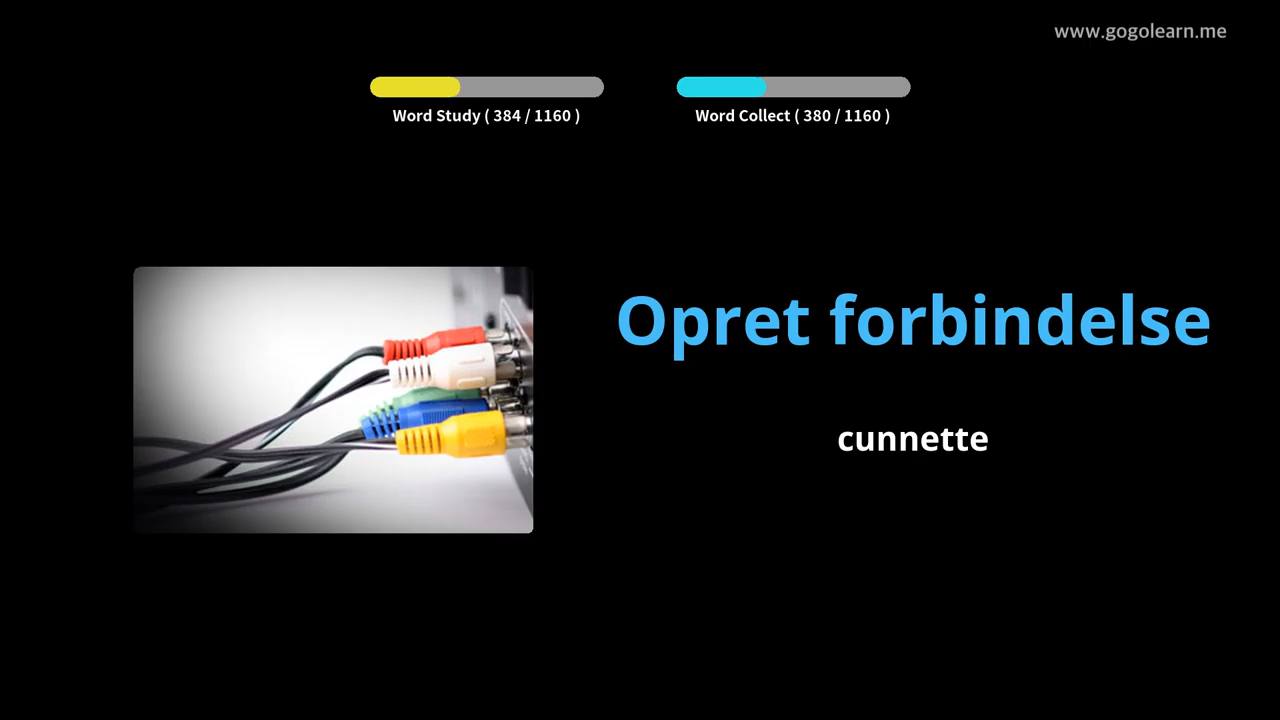 www.gogolearn.me
Word Study ( 384 / 1160 )
Word Collect ( 380 / 1160 )
Opret forbindelse
cunnette